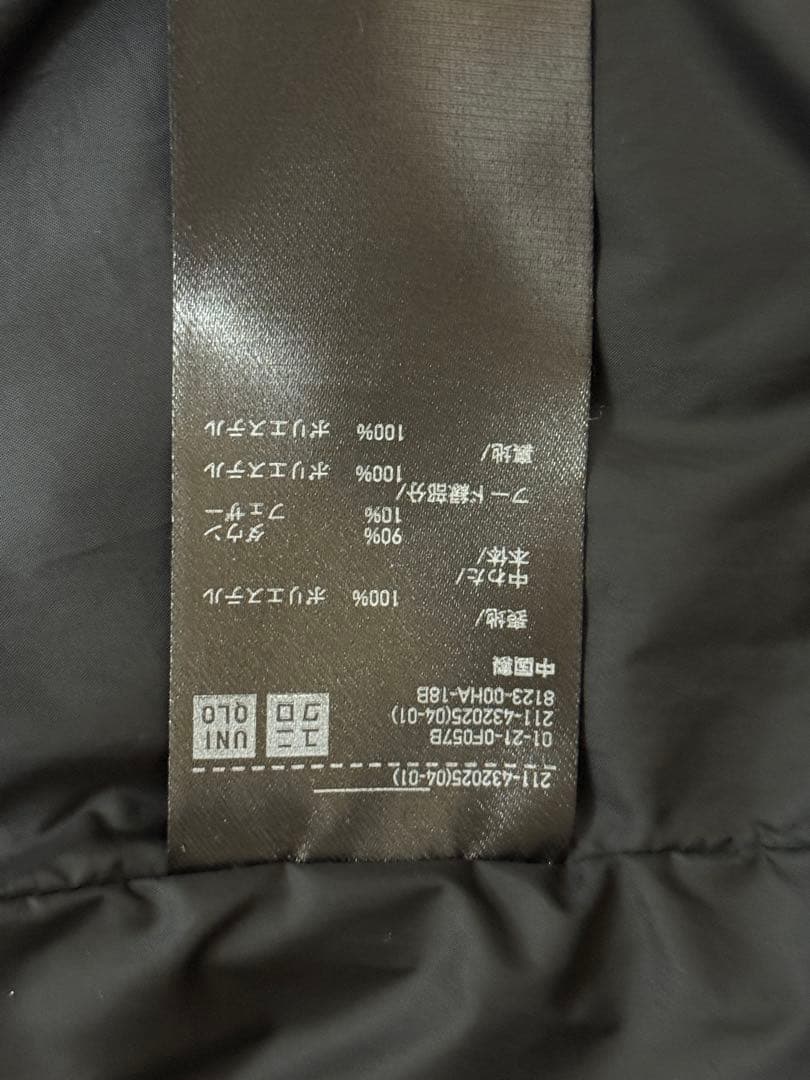 211-432025(04-01)
UNI
QLO
ユニ
クロ
01-21-0F057B
211-432025(04-01)
8123-00HA-18B
中国製
表地/
100% ポリエステル
中わた/
本体/
90% ダウン
10% フェザー
フード縁部分/
100% ポリエステル
裏地/
100% ポリエステル